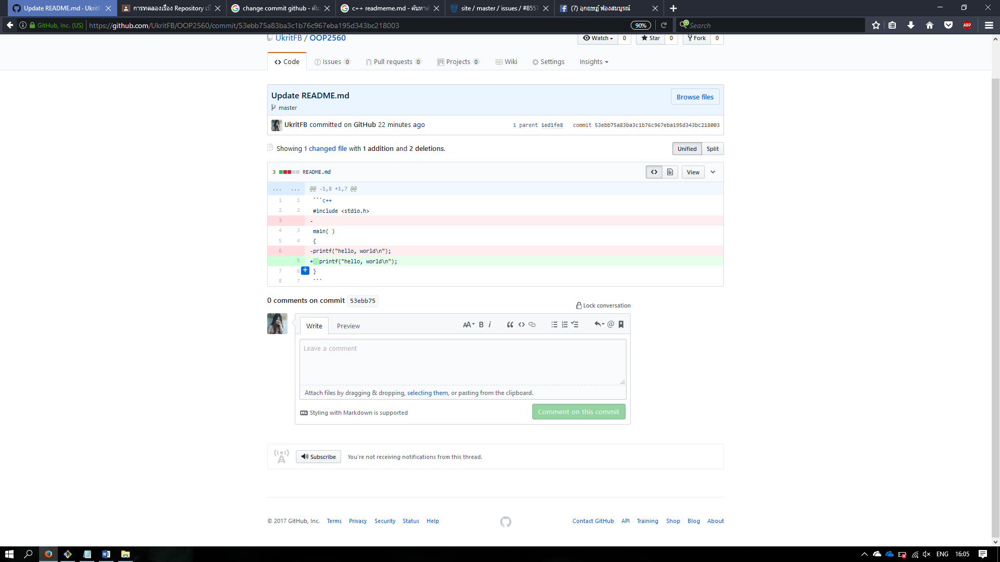 Update README.md · UkritF
การทดลองเรื่อง Repository เบื
change commit github - ค้น
c++ readmeme.md - ค้นหาด้
site / master / issues / #8557
(7) อุกฤษฏ์ ฟองสมบูรณ์
GitHub, Inc. (US)
https://github.com/UkritFB/OOP2560/commit/53ebb75a83ba3c1b76c967eba195d343bc218003
90%
Search
ABP
UkritFB / OOP2560
Watch 0
Star 0
Fork 0
Code
Issues 0
Pull requests 0
Projects 0
Wiki
Settings
Insights
Update README.md
Browse files
master
UkritFB committed on GitHub 22 minutes ago
1 parent 1ed1fe8 commit 53ebb75a83ba3c1b76c967eba195d343bc218003
Showing 1 changed file with 1 addition and 2 deletions.
Unified Split
3 README.md
View
... ... @@ -1,8 +1,7 @@
1 1 ```c++
2 2 #include <stdio.h>
3 -
4 3 main( )
5 4 {
6 -printf("hello, world\n");
5 + printf("hello, world\n");
7 6 + }
8 7 ```
0 comments on commit 53ebb75
Lock conversation
Write Preview
AA B i
Leave a comment
Attach files by dragging & dropping, selecting them, or pasting from the clipboard.
Styling with Markdown is supported
Comment on this commit
Subscribe
You're not receiving notifications from this thread.
© 2017 GitHub, Inc. Terms Privacy Security Status Help
Contact GitHub API Training Shop Blog About
ENG 16:05